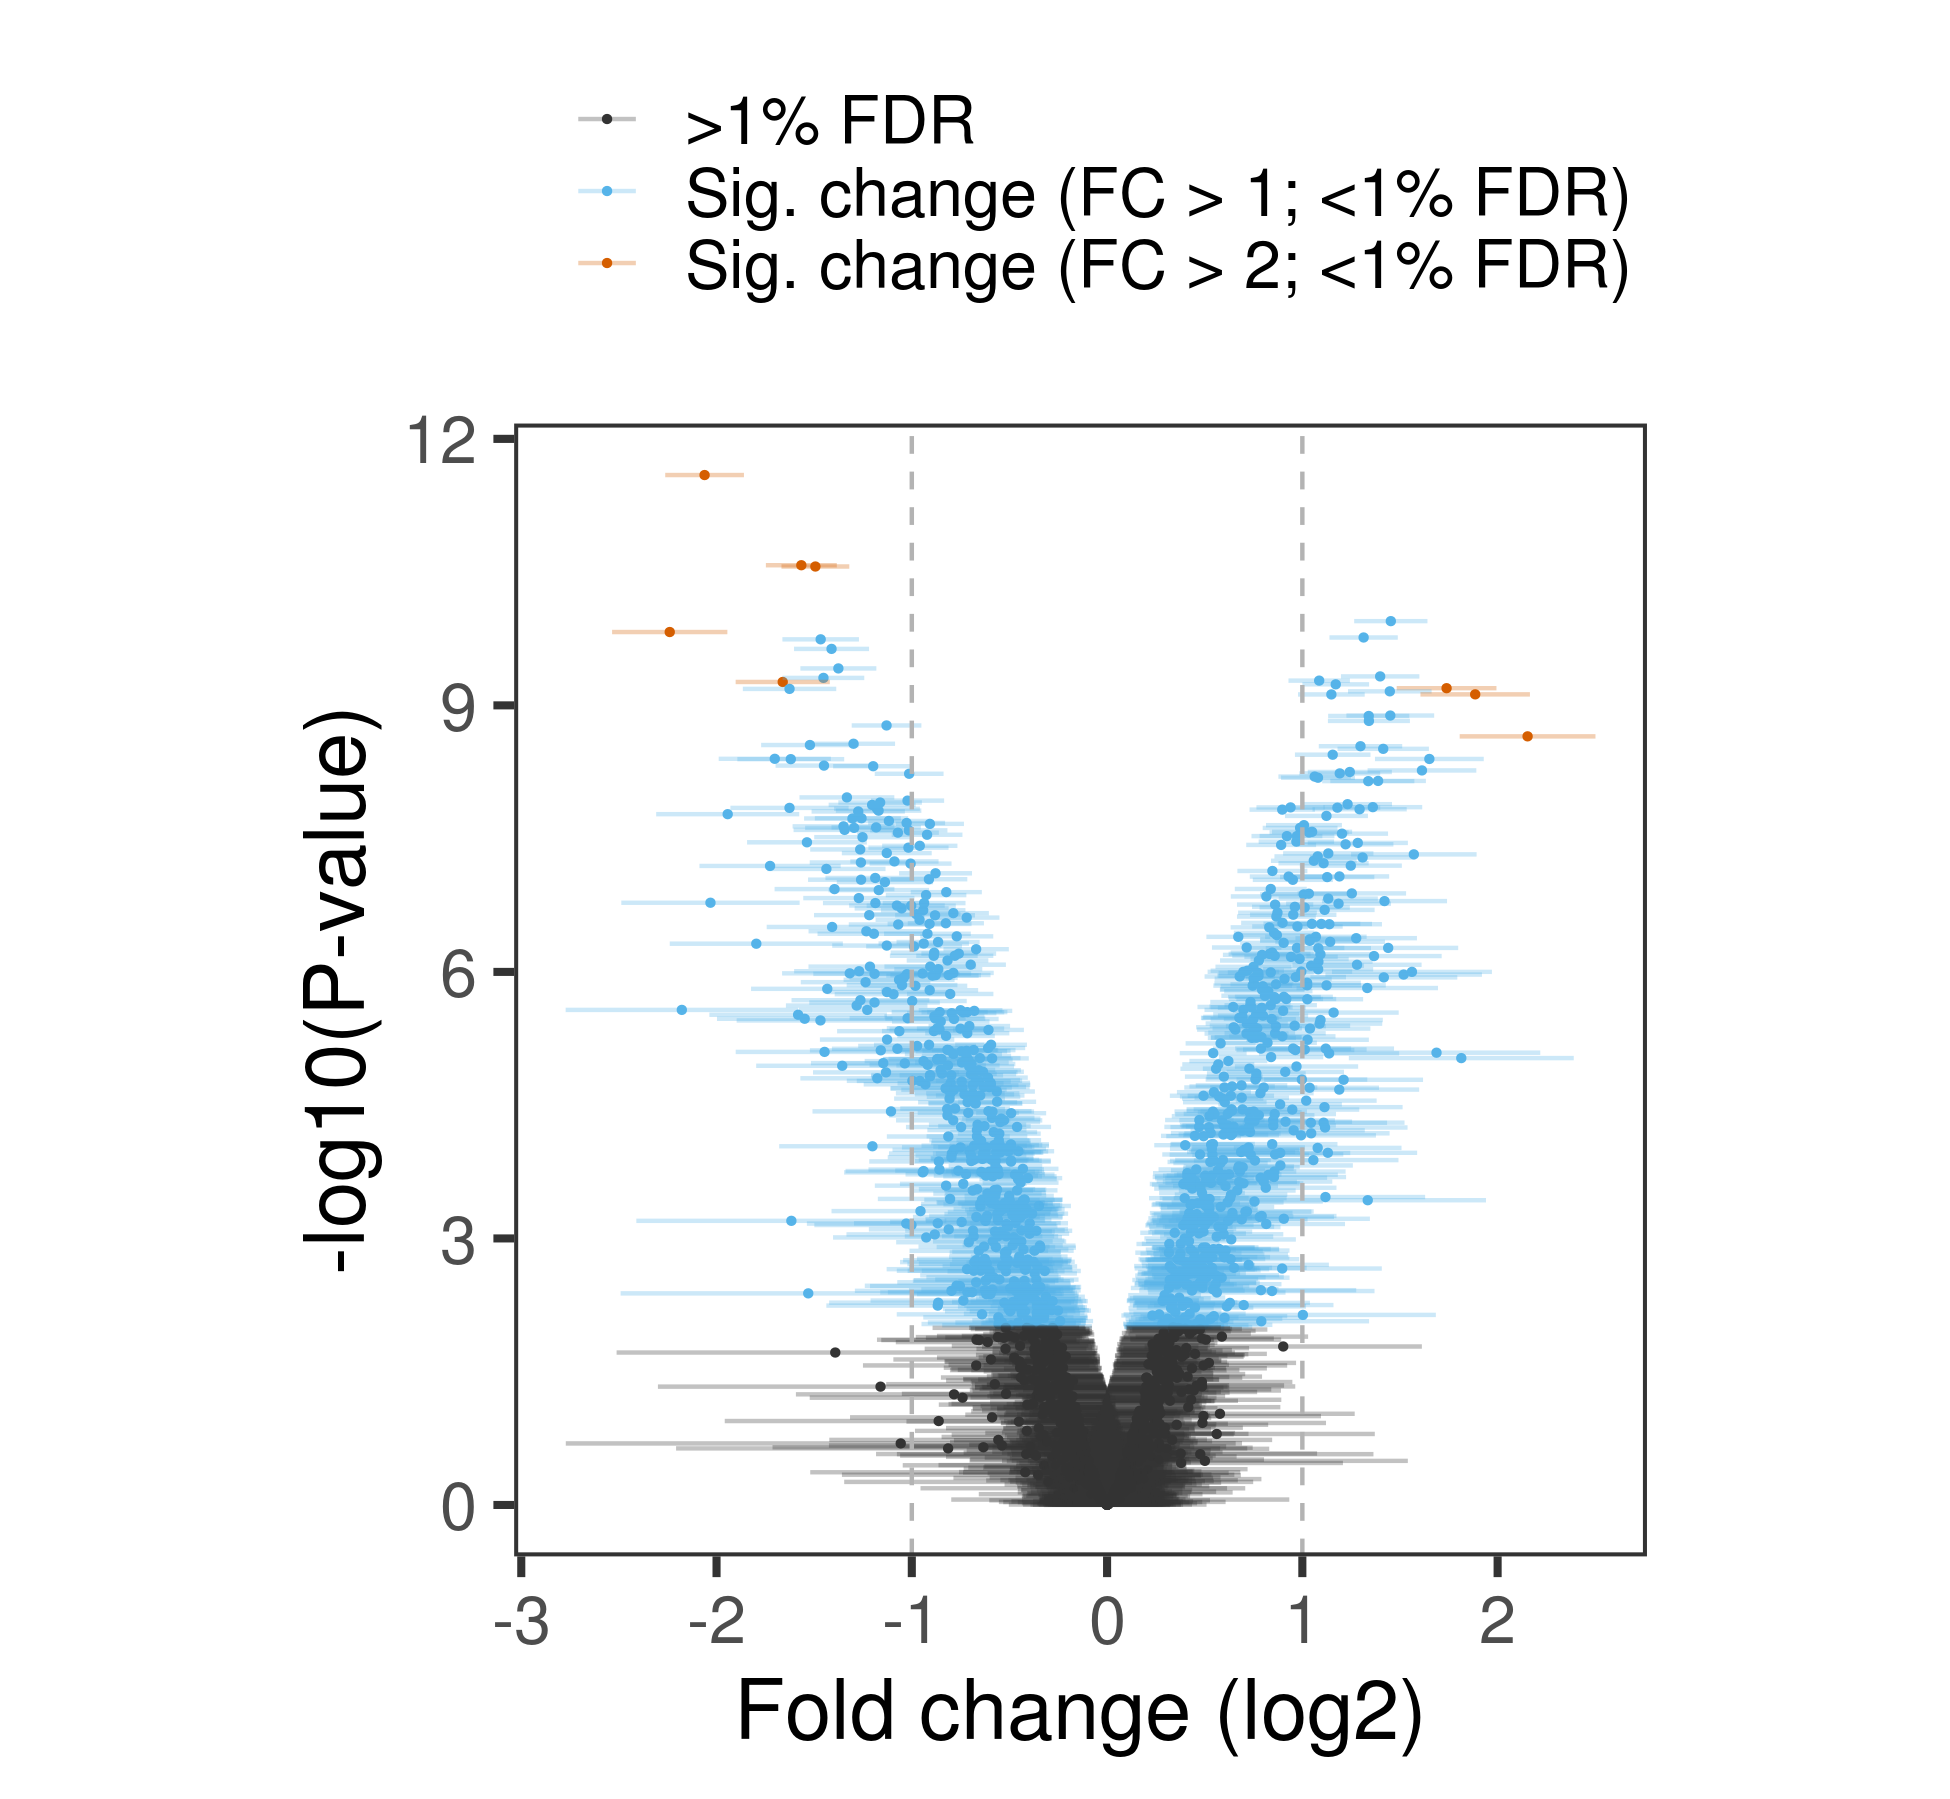 >1% FDR
Sig. change (FC > 1; <1% FDR)
Sig. change (FC > 2; <1% FDR)
12
9
6
3
0
-log10(P-value)
-3 -2 -1 0 1 2
Fold change (log2)